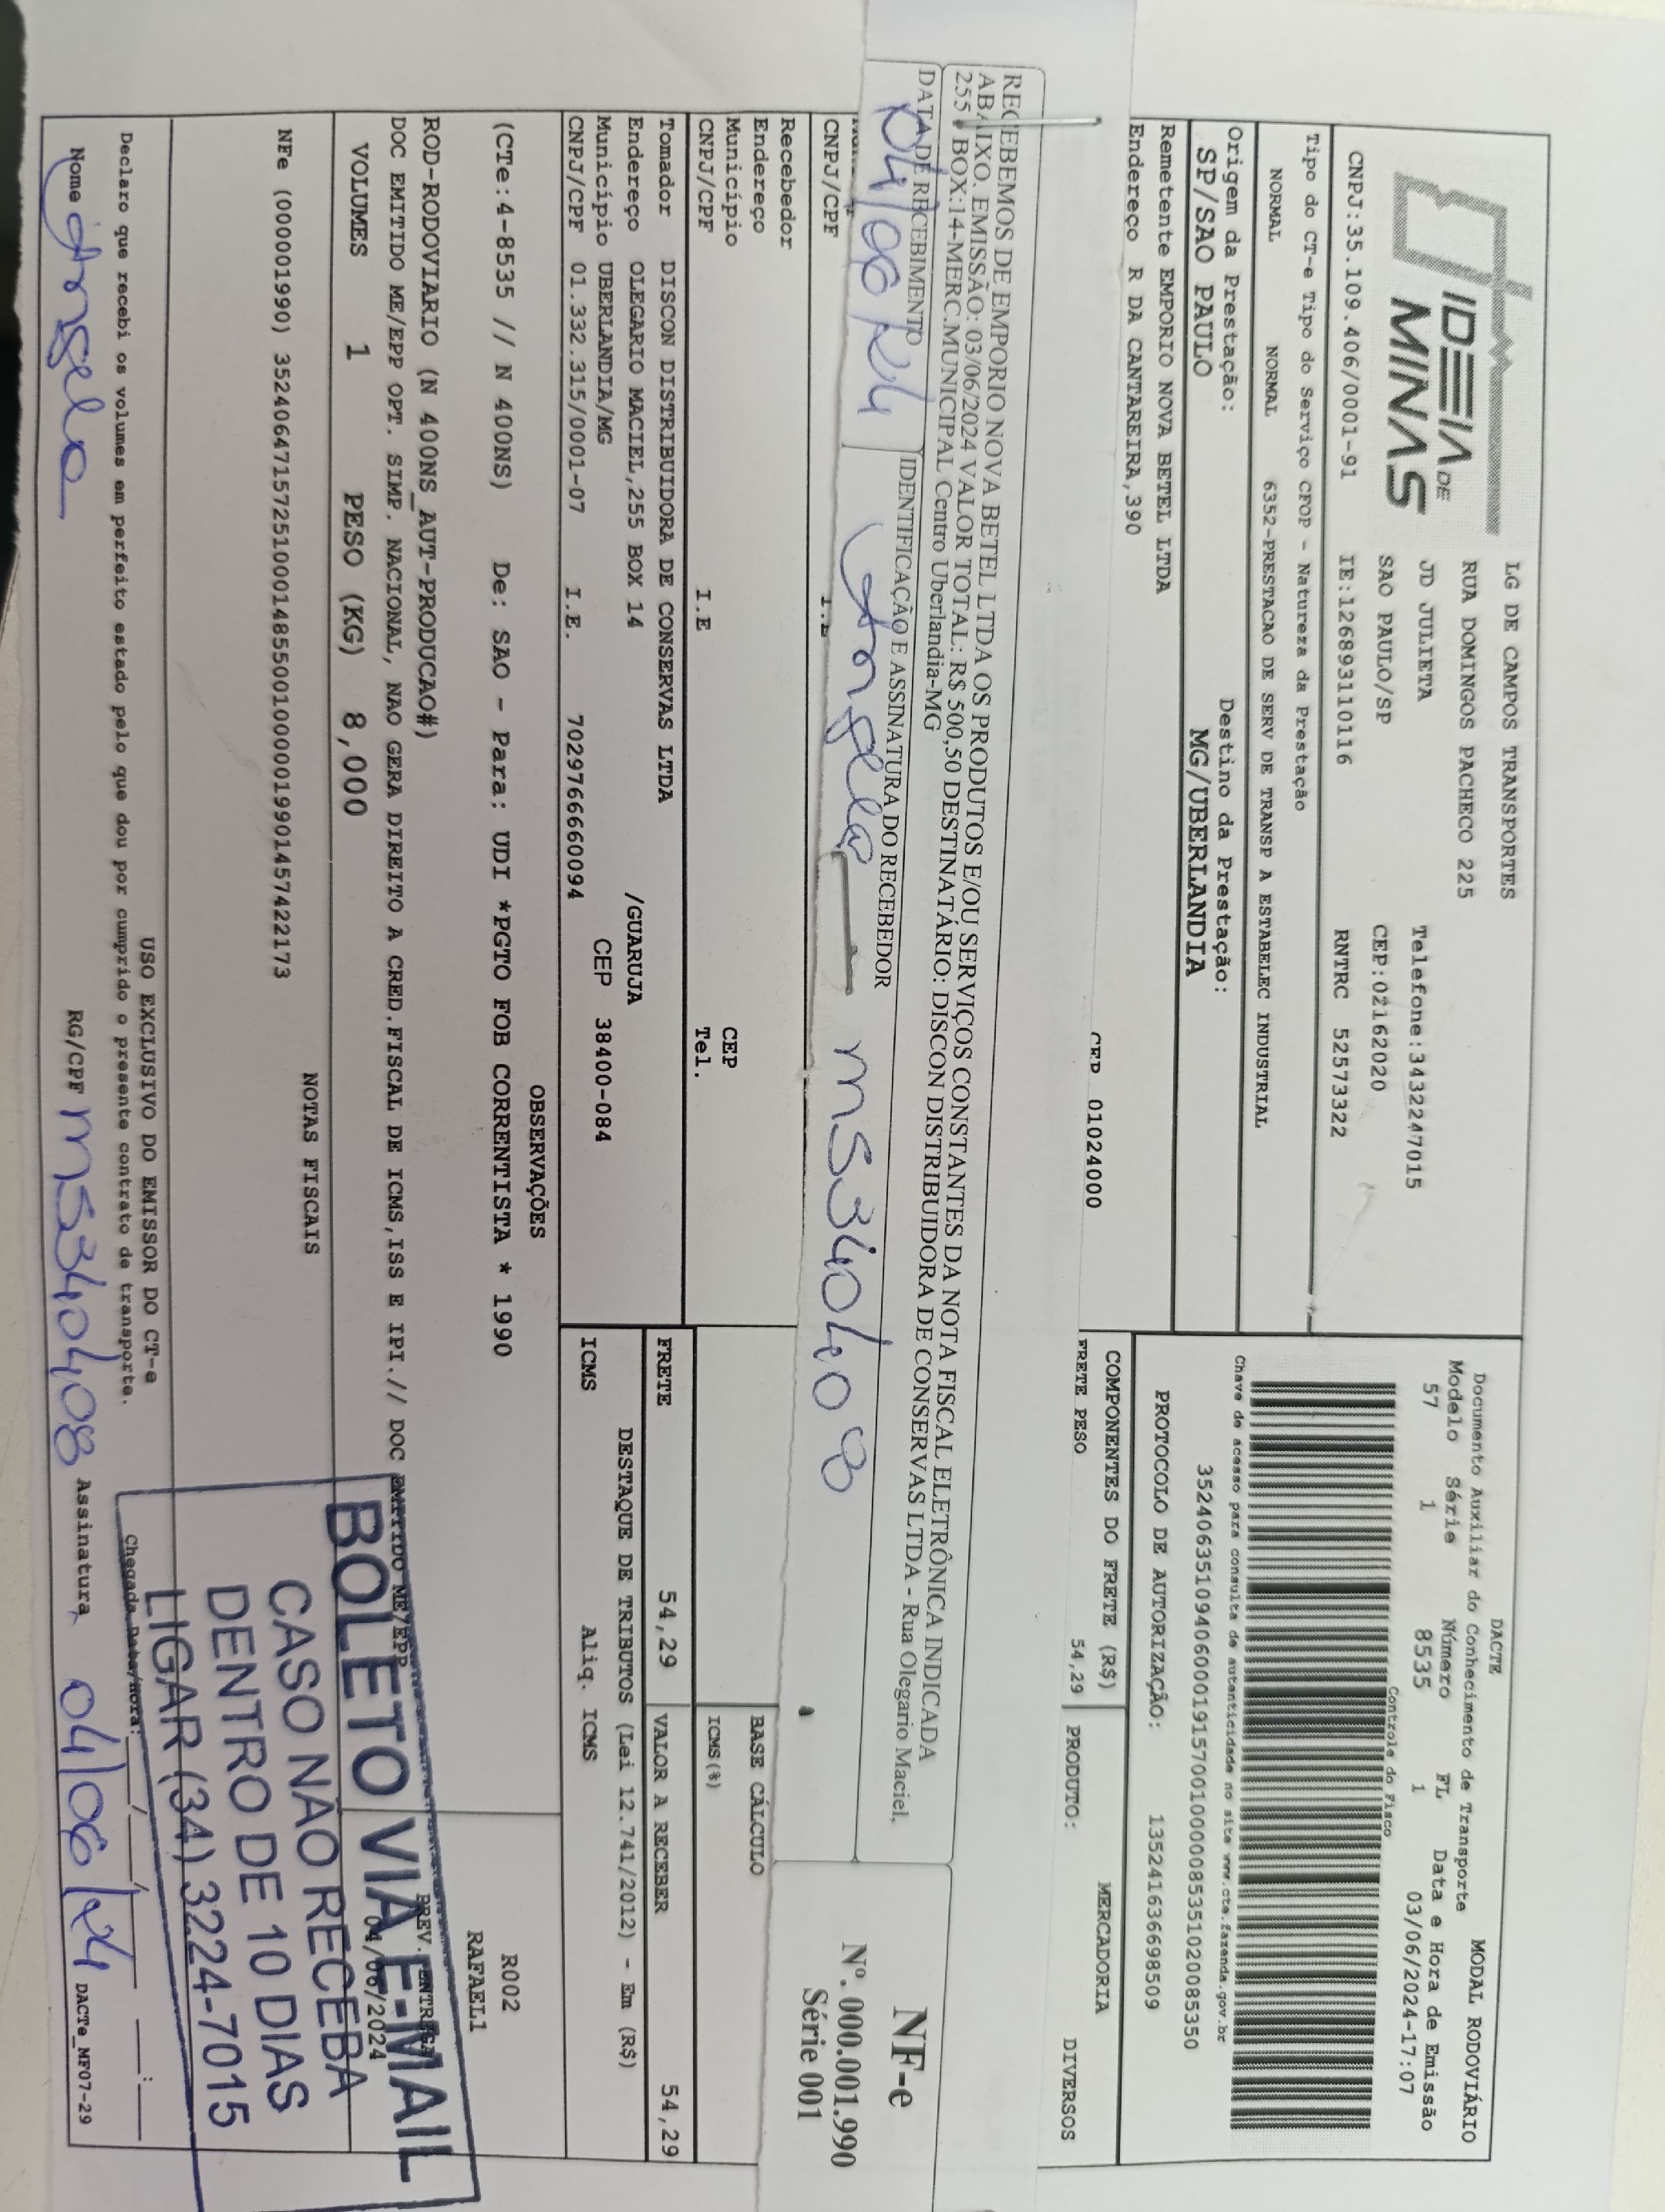 IDEIA DE
MINAS
LG DE CAMPOS TRANSPORTES
RUA DOMINGOS PACHECO 225
JD JULIETA
SAO PAULO/SP
Telefone:3432247015
CEP:02162020
CNPJ:35.109.406/0001-91 IE:126893110116 RNTRC 52573322
DACTE
Documento Auxiliar do Conhecimento de Transporte
MODAL RODOVIÁRIO
Modelo Série Número FL Data e Hora de Emissão
57 1 8535 1 03/06/2024-17:07
Controle do Fisco
Tipo do CT-e Tipo do Serviço CFOP - Natureza da Prestação
NORMAL NORMAL 6352-PRESTACAO DE SERV DE TRANSP A ESTABELEC INDUSTRIAL
Chave de acesso para consulta de autenticidade no site www.cte.fazenda.gov.br
35240635109406000191570010000085351020085350
Origem da Prestação: Destino da Prestação:
SP/SAO PAULO MG/UBERLANDIA
PROTOCOLO DE AUTORIZAÇÃO: 135241636698509
Remetente EMPORIO NOVA BETEL LTDA
Endereço R DA CANTAREIRA,390
CEP 01024000
COMPONENTES DO FRETE (R$) MERCADORIA
FRETE PESO 54,29 PRODUTO: DIVERSOS
RECEBEMOS DE EMPORIO NOVA BETEL LTDA OS PRODUTOS E/OU SERVIÇOS CONSTANTES DA NOTA FISCAL ELETRÔNICA INDICADA
ABAIXO. EMISSÃO: 03/06/2024 VALOR TOTAL: R$ 500,50 DESTINATÁRIO: DISCON DISTRIBUIDORA DE CONSERVAS LTDA - Rua Olegario Maciel,
255 BOX:14-MERC.MUNICIPAL Centro Uberlandia-MG
DATA DE RECEBIMENTO IDENTIFICAÇÃO E ASSINATURA DO RECEBEDOR
04/06/24 Angela MS340408
NF-e
Nº. 000.001.990
Série 001
CNPJ/CPF
Recebedor
Endereço
Município CEP
CNPJ/CPF I.E Tel.
BASE CÁLCULO
ICMS(%)
Tomador DISCON DISTRIBUIDORA DE CONSERVAS LTDA
Endereço OLEGARIO MACIEL,255 BOX 14 /GUARUJA
Município UBERLANDIA/MG CEP 38400-084
CNPJ/CPF 01.332.315/0001-07 I.E. 7029766660094
FRETE 54,29 VALOR A RECEBER 54,29
DESTAQUE DE TRIBUTOS (Lei 12.741/2012) - Em (R$)
ICMS Aliq. ICMS
OBSERVAÇÕES
(CTe:4-8535 // N 400NS) De: SAO - Para: UDI *PGTO FOB CORRENTISTA * 1990
R002
RAFAEL1
ROD-RODOVIARIO (N 400NS_AUT-PRODUCAO#)
PREV. ENTREGA
04/06/2024
DOC EMITIDO ME/EPP OPT. SIMP. NACIONAL, NAO GERA DIREITO A CRED.FISCAL DE ICMS,ISS E IPI.// DOC EMITIDO ME/EPP
VOLUMES 1 PESO (KG) 8,000
NOTAS FISCAIS
NFe (000001990) 35240647157251000148550010000019901457422173
BOLETO VIA E-MAIL
CASO NÃO RECEBA
DENTRO DE 10 DIAS
LIGAR (34) 3224-7015
USO EXCLUSIVO DO EMISSOR DO CT-e
Declaro que recebi os volumes em perfeito estado pelo que dou por cumprido o presente contrato de transporte.
Chegada Data/hora: __/__/__ __:__
Nome Angela RG/CPF MS340408 Assinatura 04/06/24
DACTe_MF07-29